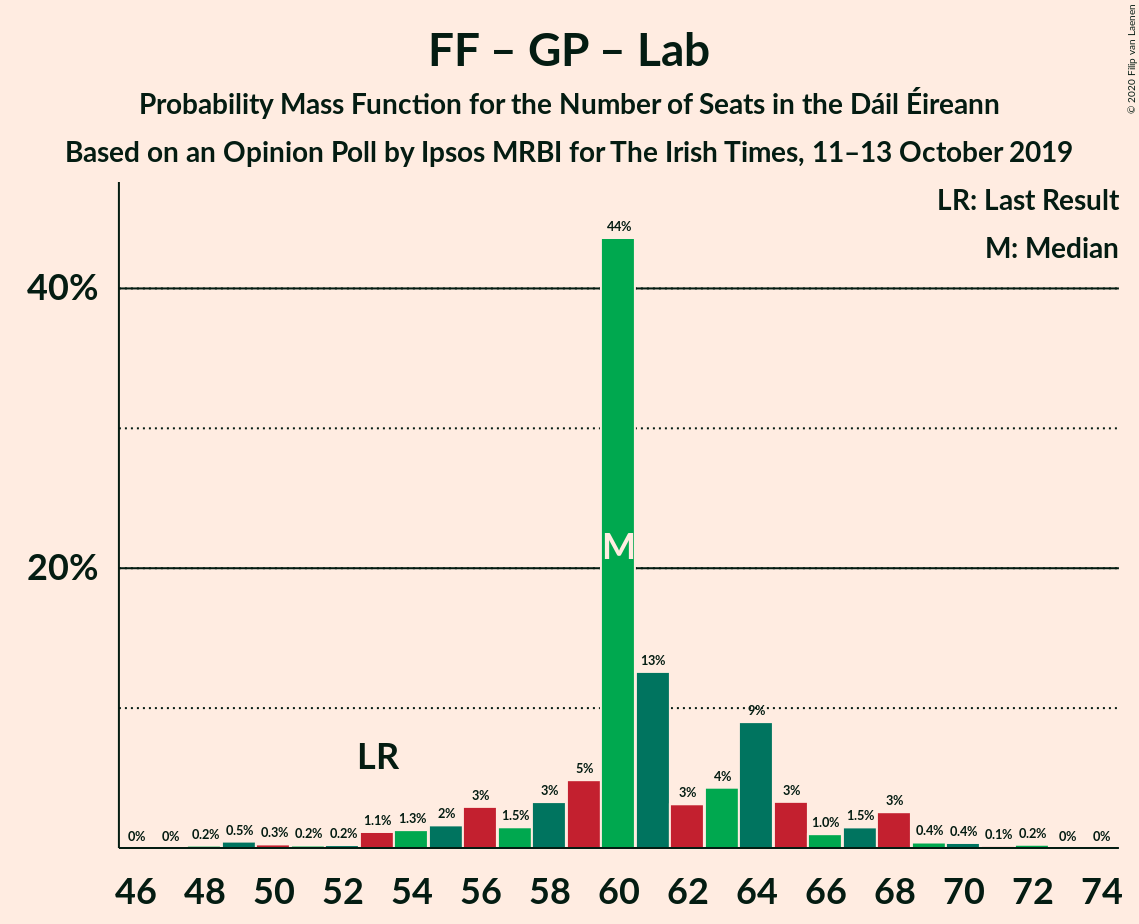 FF – GP – Lab
Probability Mass Function for the Number of Seats in the Dáil Éireann
Based on an Opinion Poll by Ipsos MRBI for The Irish Times, 11–13 October 2019
© 2020 Filip van Laenen
LR: Last Result
M: Median
40%
20%
LR
M
0% 0% 0.2% 0.5% 0.3% 0.2% 0.2% 1.1% 1.3% 2% 3% 1.5% 3% 5% 44% 13% 3% 4% 9% 3% 1.0% 1.5% 3% 0.4% 0.4% 0.1% 0.2% 0% 0%
46 48 50 52 54 56 58 60 62 64 66 68 70 72 74